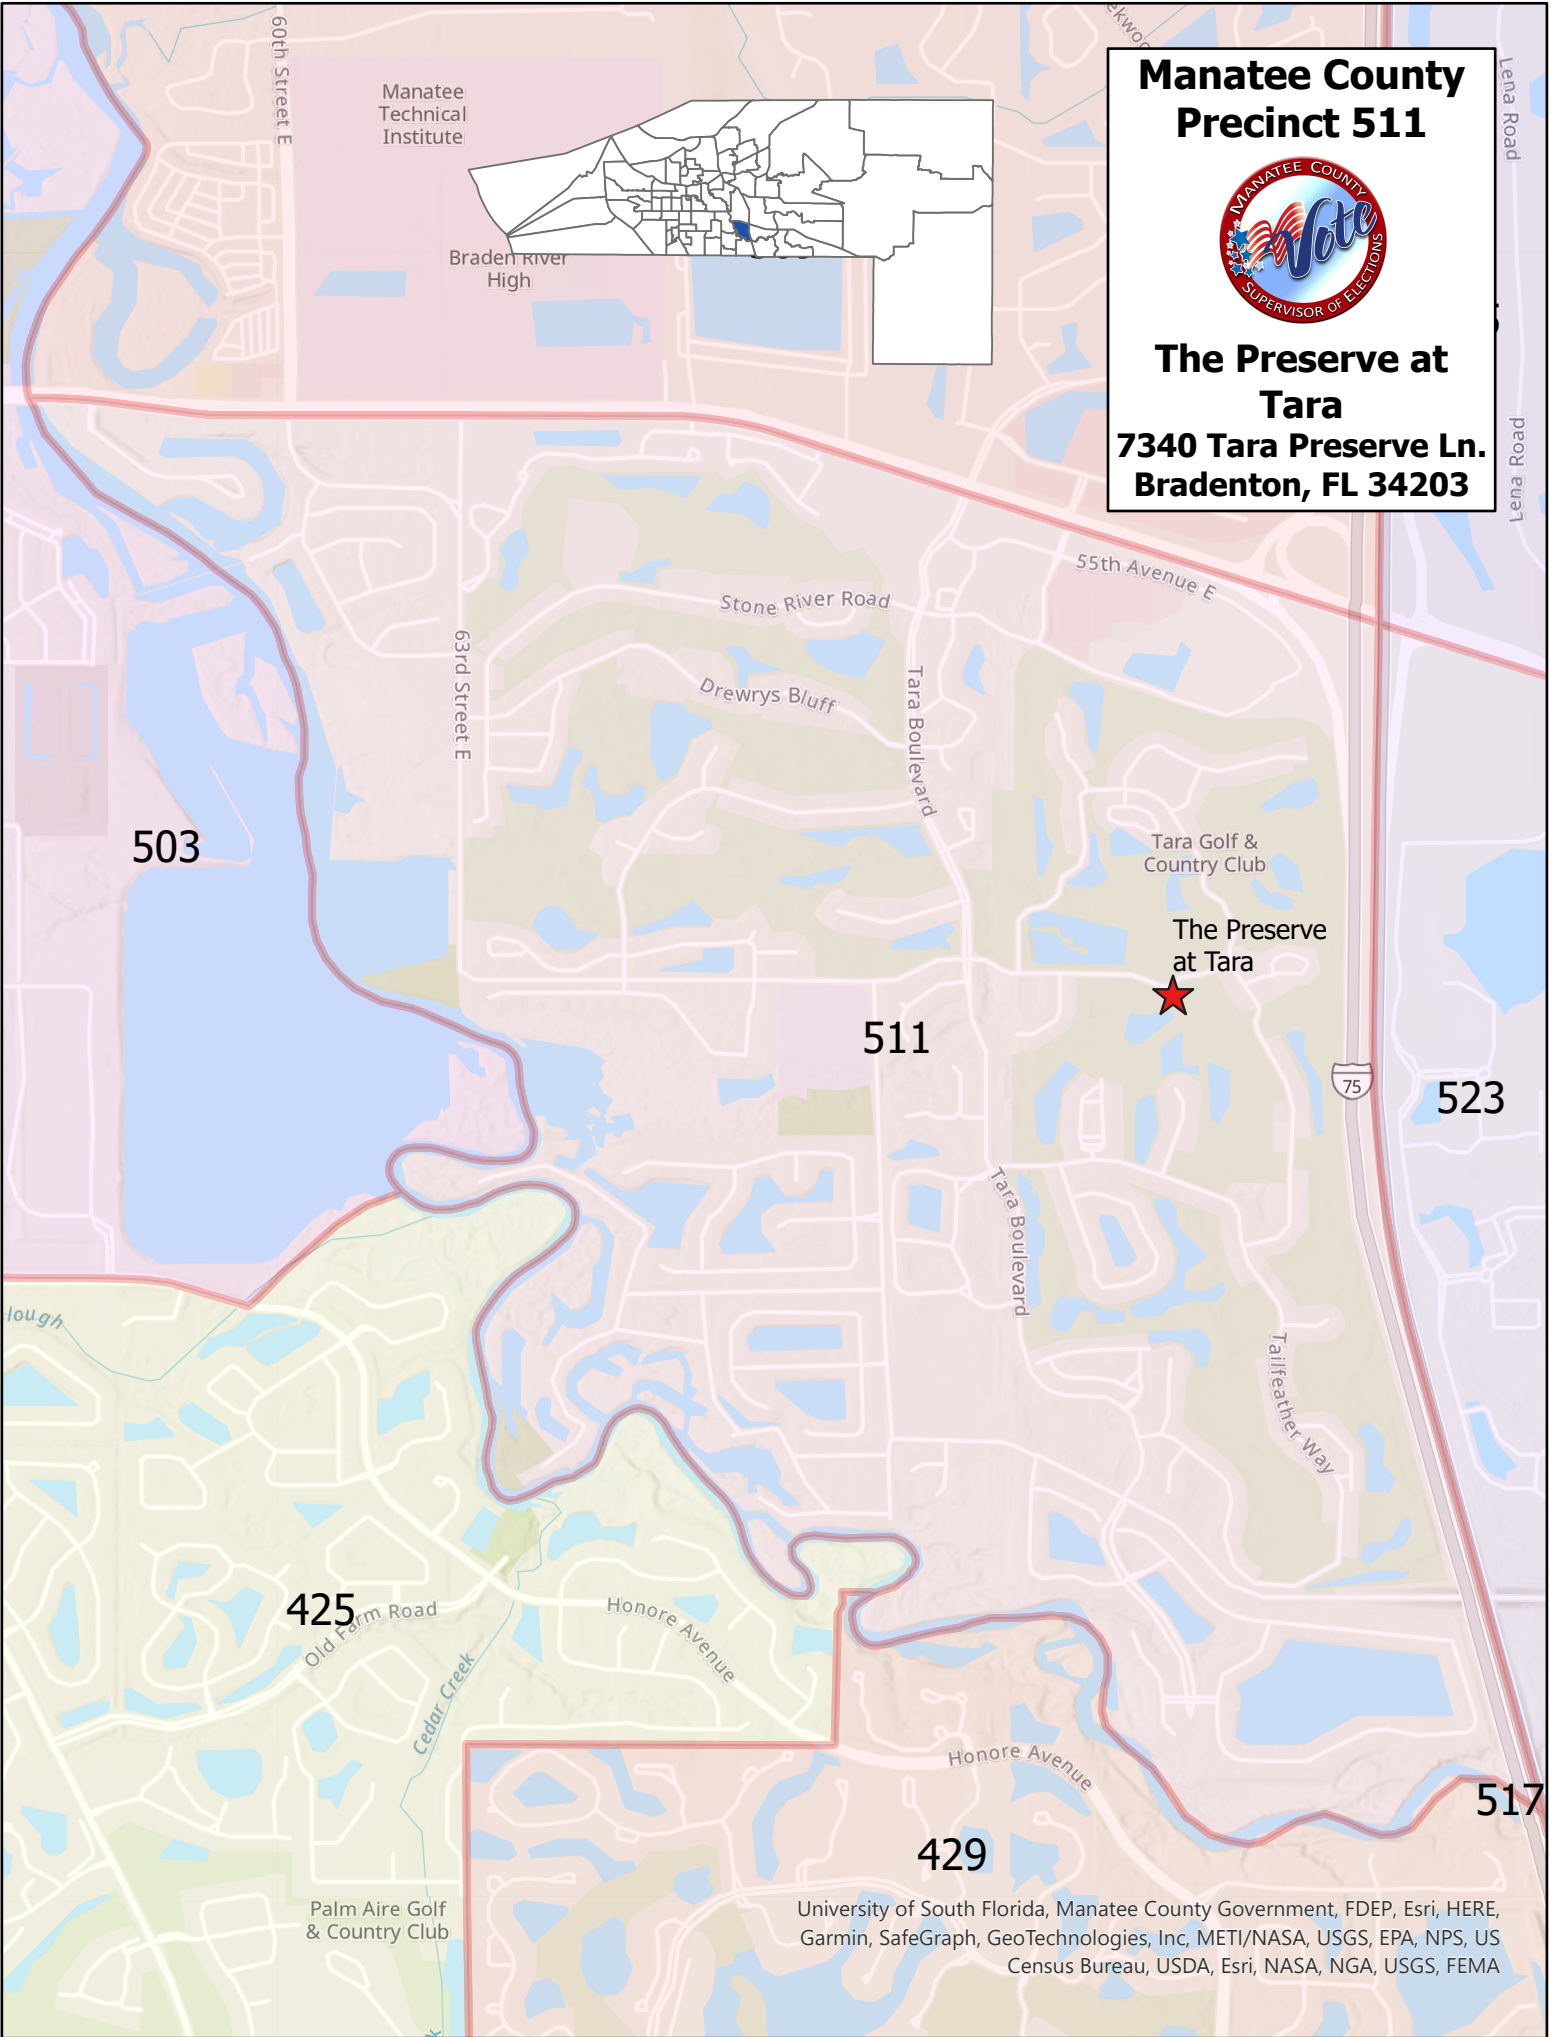 Manatee County
Precinct 511
MANATEE COUNTY
Vote
SUPERVISOR OF ELECTIONS
The Preserve at
Tara
7340 Tara Preserve Ln.
Bradenton, FL 34203
60th Street E
Manatee
Technical
Institute
Braden River
High
Lena Road
Lena Road
55th Avenue E
Stone River Road
63rd Street E
Drewrys Bluff
Tara Boulevard
503
Tara Golf &
Country Club
The Preserve
at Tara
511
75
523
Tara Boulevard
lough
Tailfeather Way
425
Old Farm Road
Honore Avenue
Cedar Creek
Honore Avenue
517
429
Palm Aire Golf
& Country Club
University of South Florida, Manatee County Government, FDEP, Esri, HERE,
Garmin, SafeGraph, GeoTechnologies, Inc, METI/NASA, USGS, EPA, NPS, US
Census Bureau, USDA, Esri, NASA, NGA, USGS, FEMA